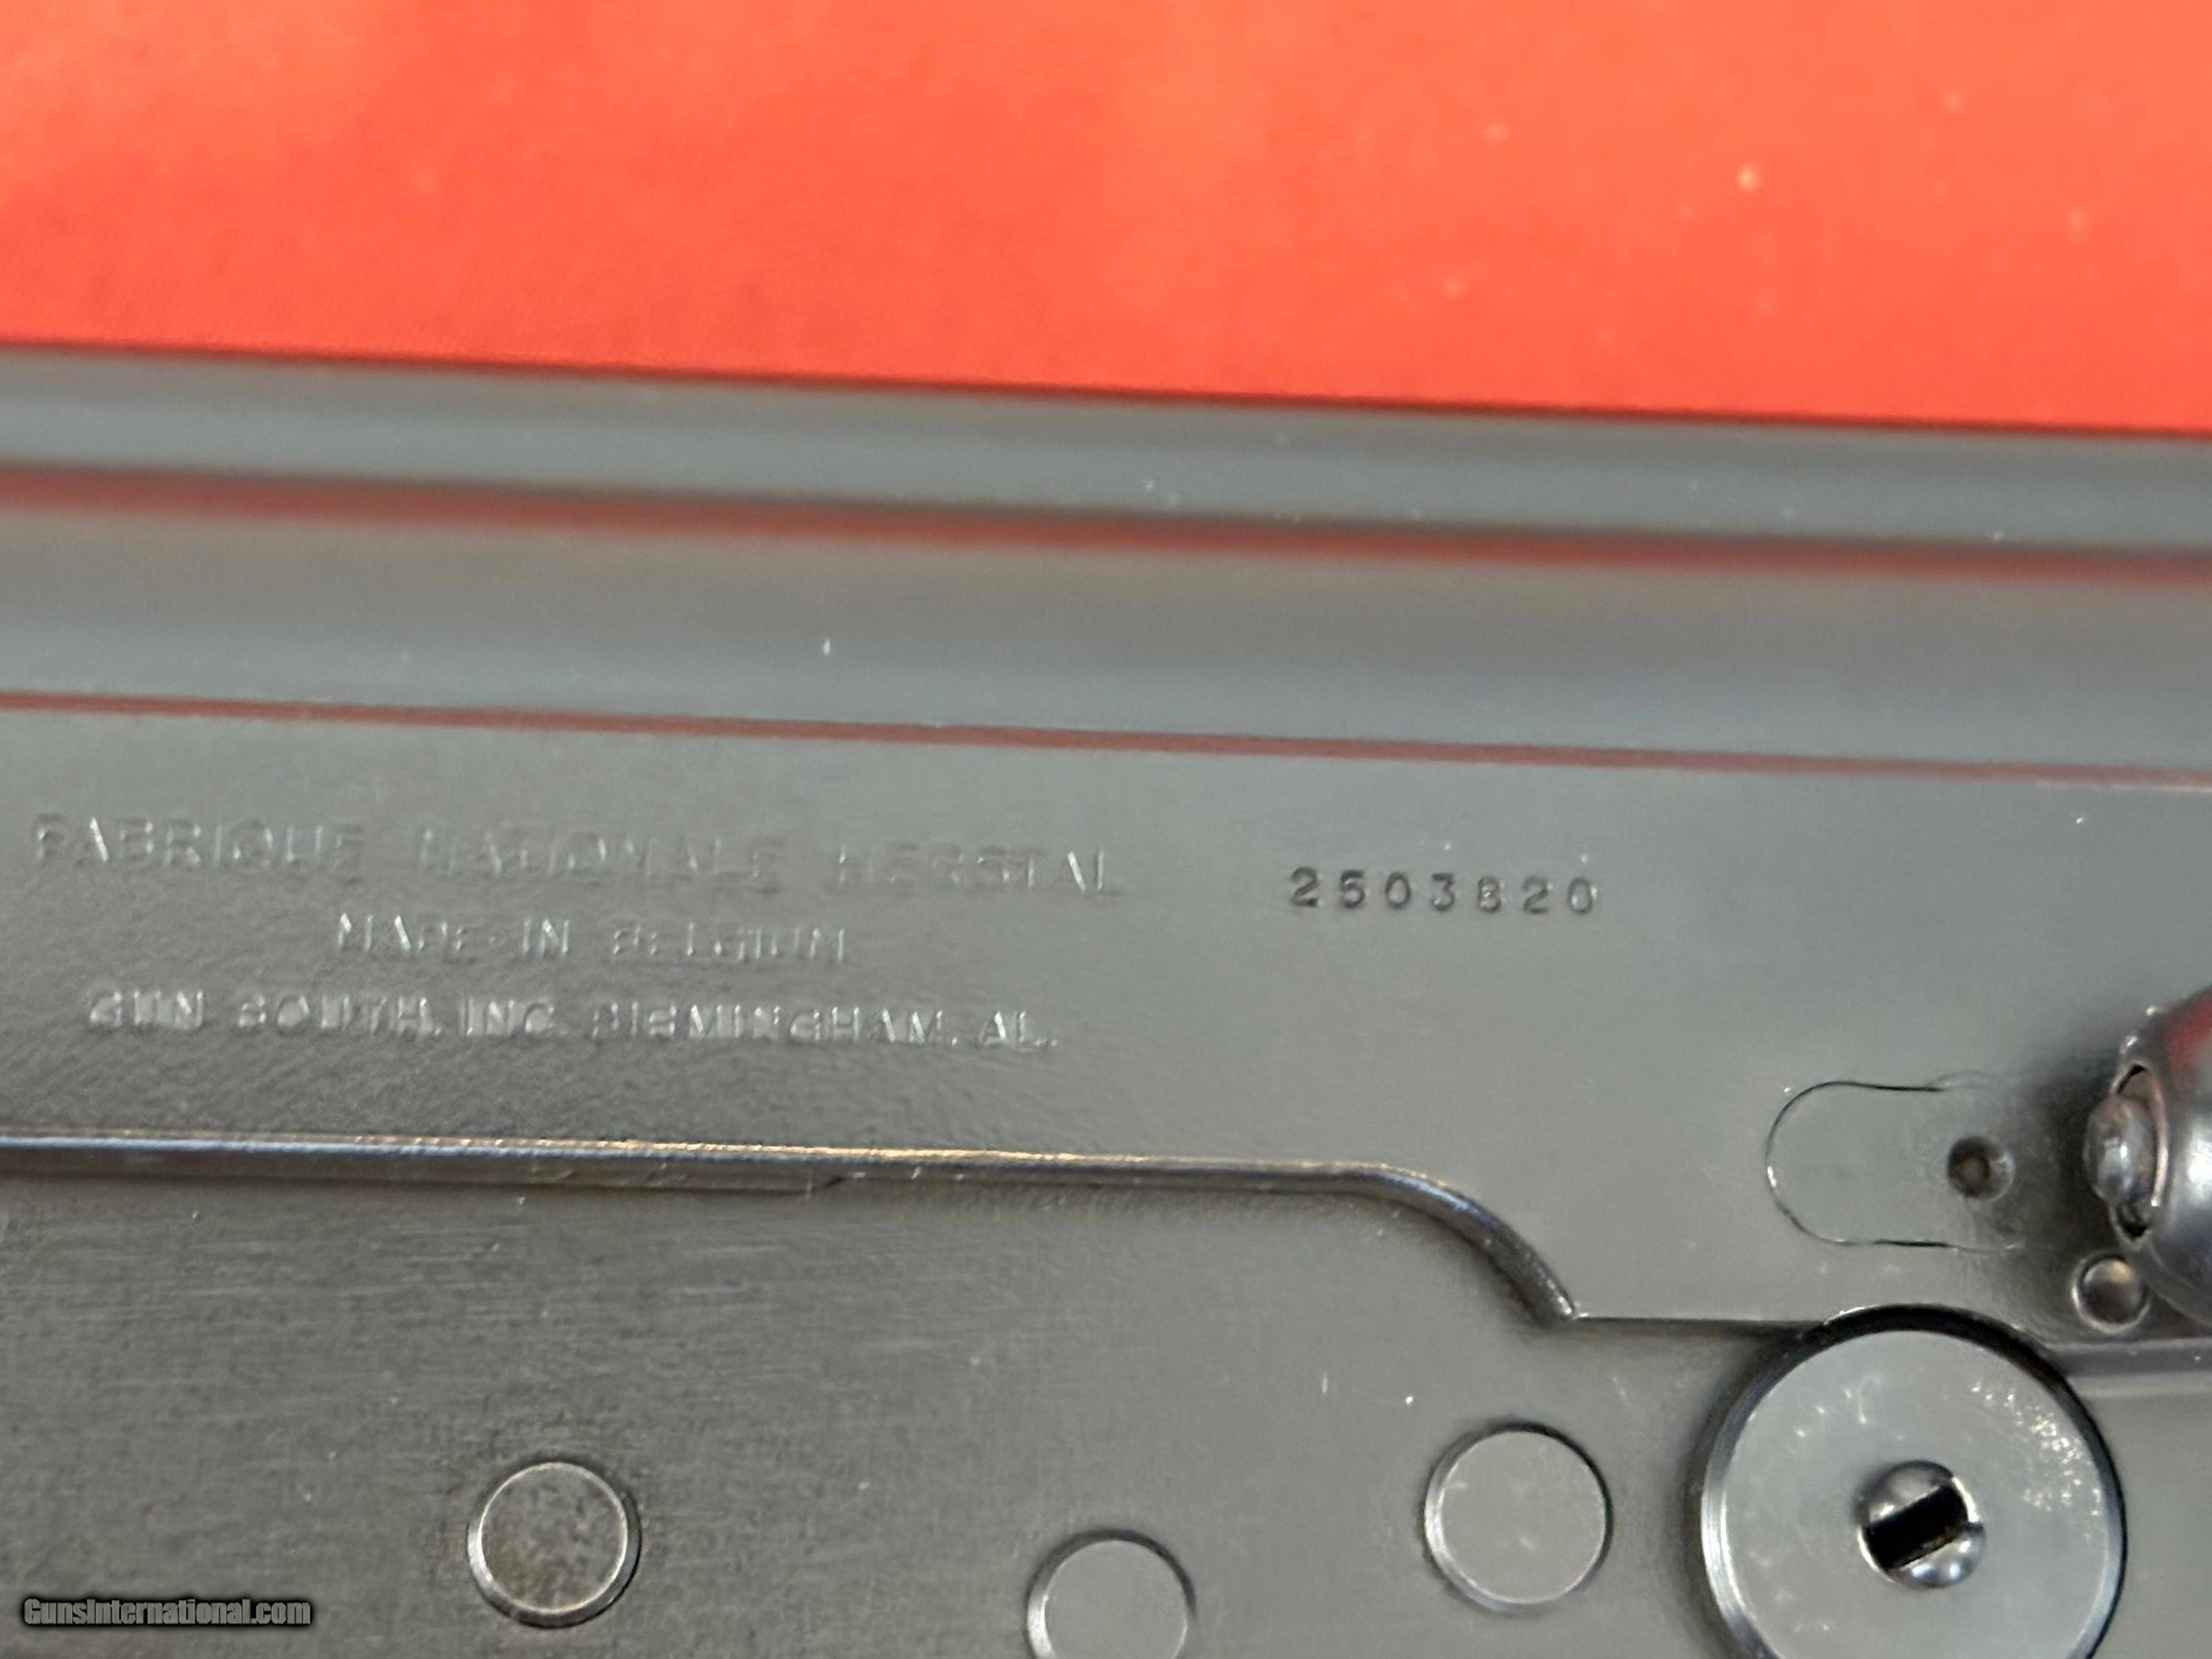 FABRIQUE NATIONALE HERSTAL 2503820
MADE IN BELGIUM
GUN SOUTH, INC. BIRMINGHAM, AL.
GunsInternational.com